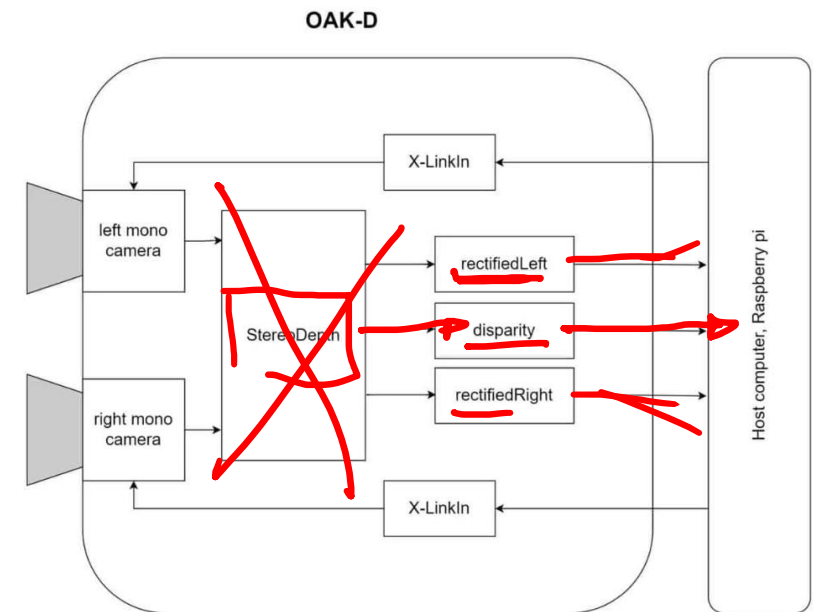 OAK-D
X-LinkIn
left mono
camera
rectifiedLeft
StereoDepth
disparity
rectifiedRight
right mono
camera
X-LinkIn
Host computer, Raspberry pi